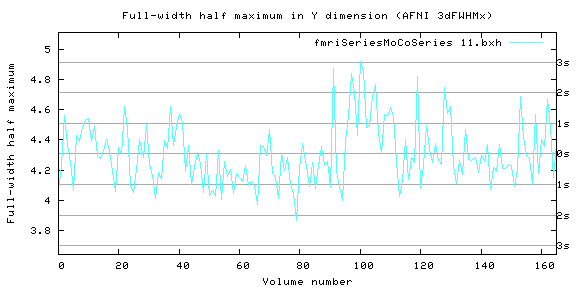 Full-width half maximum in Y dimension (AFNI 3dFWHMx)
fmriSeriesMoCoSeries 11.bxh
Full-width half maximum
5
4.8
4.6
4.4
4.2
4
3.8
3s
2s
1s
0s
1s
2s
3s
0 20 40 60 80 100 120 140 160
Volume number